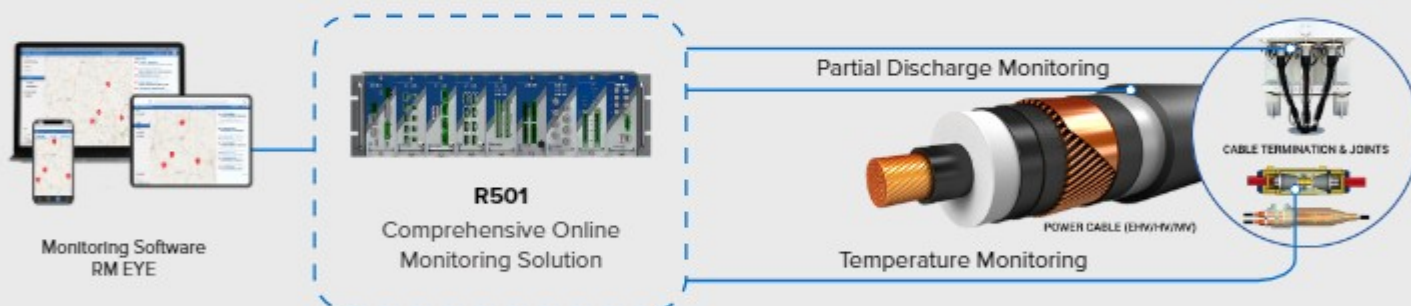 Monitoring Software
RM EYE
R501
Comprehensive Online
Monitoring Solution
Partial Discharge Monitoring
POWER CABLE (EHV/HV/MV)
Temperature Monitoring
CABLE TERMINATION & JOINTS